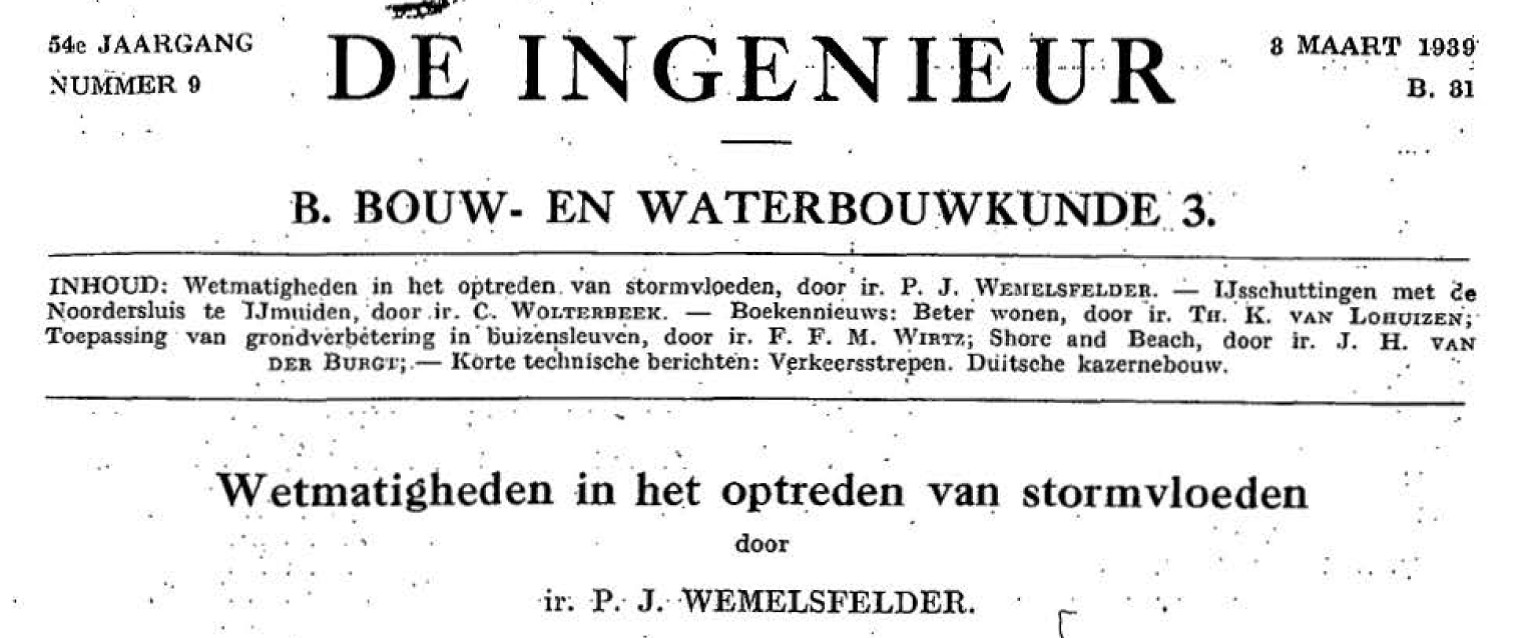 54e JAARGANG
NUMMER 9
DE INGENIEUR
3 MAART 1939
B. 31
B. BOUW- EN WATERBOUWKUNDE 3.
INHOUD: Wetmatigheden in het optreden van stormvloeden, door ir. P. J. WEMELSFELDER. — IJsschuttingen met de
Noordersluis te IJmuiden, door ir. C. WOLTERBEEK. — Boekennieuws: Beter wonen, door ir. TH. K. VAN LOHUIZEN;
Toepassing van grondverbetering in buizensleuven, door ir. F. F. M. WIRTZ; Shore and Beach, door ir. J. H. VAN
DER BURGT; — Korte technische berichten: Verkeersstrepen. Duitsche kazernebouw.
Wetmatigheden in het optreden van stormvloeden
door
ir. P. J. WEMELSFELDER.